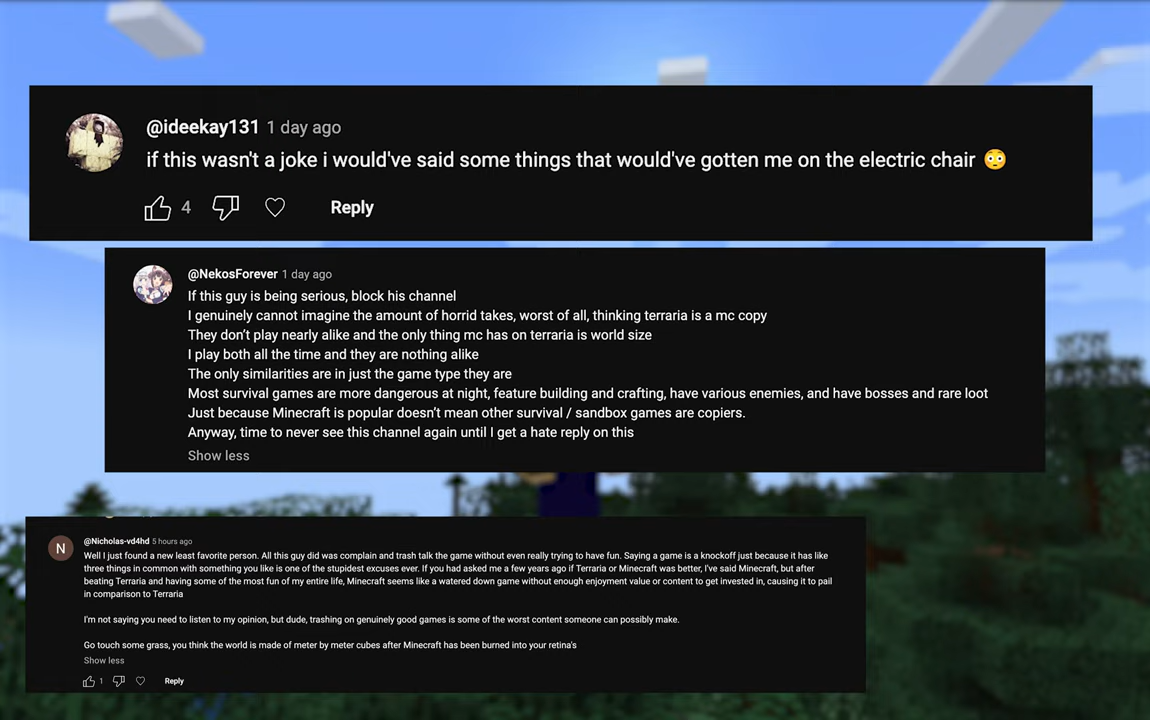 @ideekay131 1 day ago
if this wasn't a joke i would've said some things that would've gotten me on the electric chair 😳
4 Reply
@NekosForever 1 day ago
If this guy is being serious, block his channel
I genuinely cannot imagine the amount of horrid takes, worst of all, thinking terraria is a mc copy
They don't play nearly alike and the only thing mc has on terraria is world size
I play both all the time and they are nothing alike
The only similarities are in just the game type they are
Most survival games are more dangerous at night, feature building and crafting, have various enemies, and have bosses and rare loot
Just because Minecraft is popular doesn't mean other survival / sandbox games are copiers.
Anyway, time to never see this channel again until I get a hate reply on this
Show less
N
@Nicholas-vd4hd 5 hours ago
Well I just found a new least favorite person. All this guy did was complain and trash talk the game without even really trying to have fun. Saying a game is a knockoff just because it has like
three things in common with something you like is one of the stupidest excuses ever. If you had asked me a few years ago if Terraria or Minecraft was better, I've said Minecraft, but after
beating Terraria and having some of the most fun of my entire life, Minecraft seems like a watered down game without enough enjoyment value or content to get invested in, causing it to pail
in comparison to Terraria
I'm not saying you need to listen to my opinion, but dude, trashing on genuinely good games is some of the worst content someone can possibly make.
Go touch some grass, you think the world is made of meter by meter cubes after Minecraft has been burned into your retina's
Show less
1 Reply